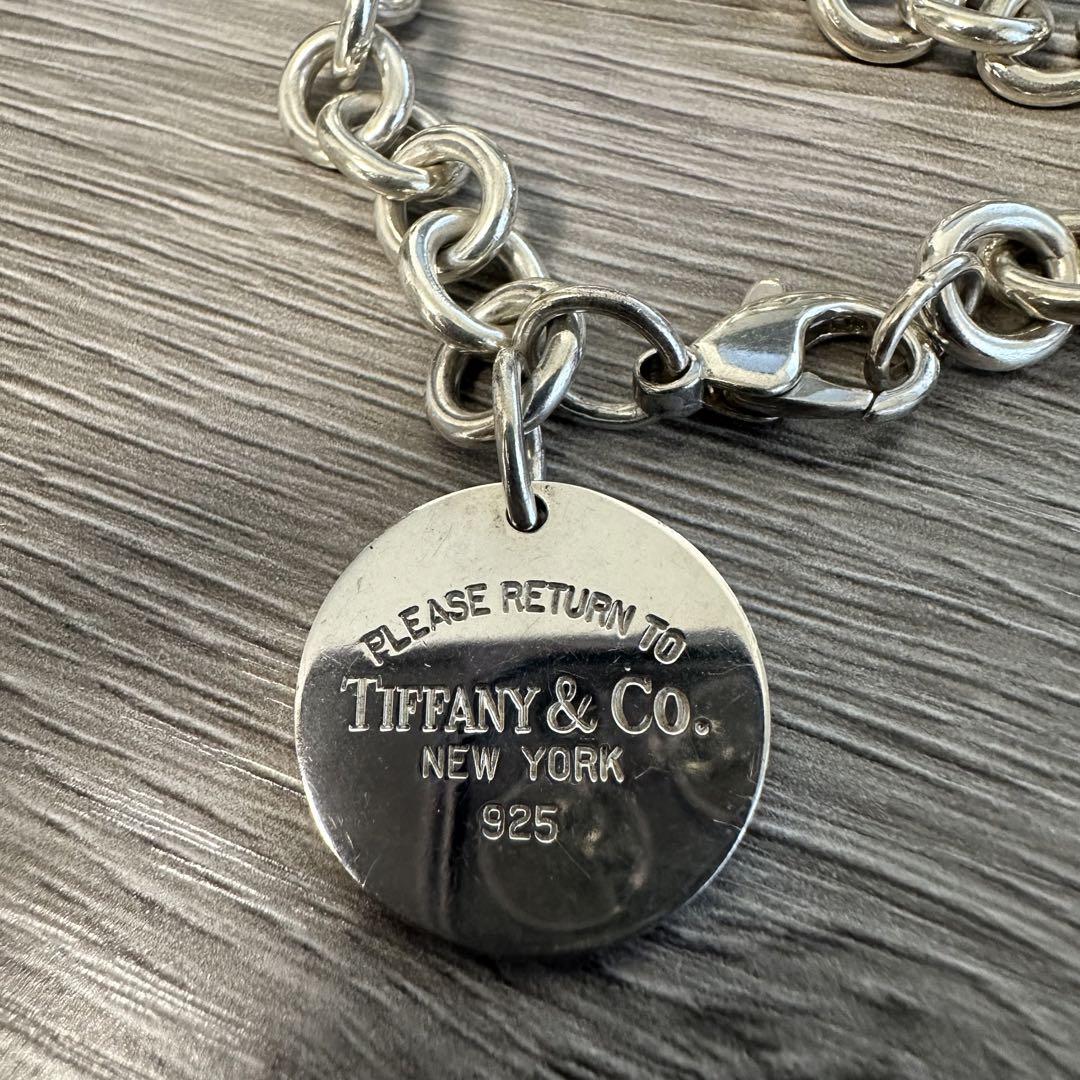 PLEASE RETURN TO
TIFFANY & CO.
NEW YORK
925